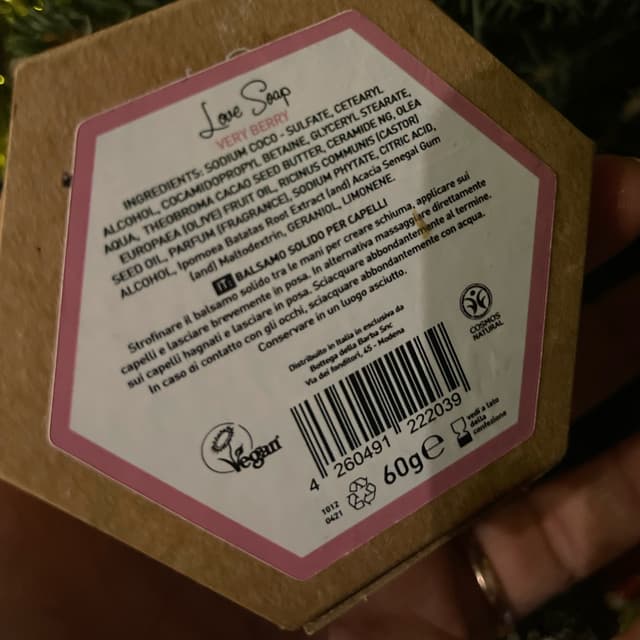 Love Soap
VERY BERRY
INGREDIENTS: SODIUM COCO - SULFATE, CETEARYL
ALCOHOL, COCAMIDOPROPYL BETAINE, GLYCERYL STEARATE,
AQUA, THEOBROMA CACAO SEED BUTTER, CERAMIDE NG, OLEA
EUROPAEA (OLIVE) FRUIT OIL, RICINUS COMMUNIS (CASTOR)
SEED OIL, PARFUM (FRAGRANCE), SODIUM PHYTATE, CITRIC ACID,
ALCOHOL, Ipomosa Batatas Root Extract (and) Acacia Senegal Gum
(and) Maltodextrin, GERANIOL, LIMONENE.
IT BALSAMO SOLIDO PER CAPELLI
Strofinare il balsamo solido tra le mani per creare schiuma, applicare sui
capelli e lasciare brevemente in posa. In alternativa massaggiare direttamente
sui capelli bagnati e lasciare in posa. Sciacquare abbondantemente al termine.
In caso di contatto con gli occhi, sciacquare abbondantemente con acqua.
Conservare in un luogo asciutto.
Distribuito in Italia in esclusiva da
Bottega della Barba Snc
Via dei fonditori, 45 - Modena
COSMOS
NATURAL
Vegan
4 260491 222039
1012
0421
60g e
vedi a lato
della
confezione